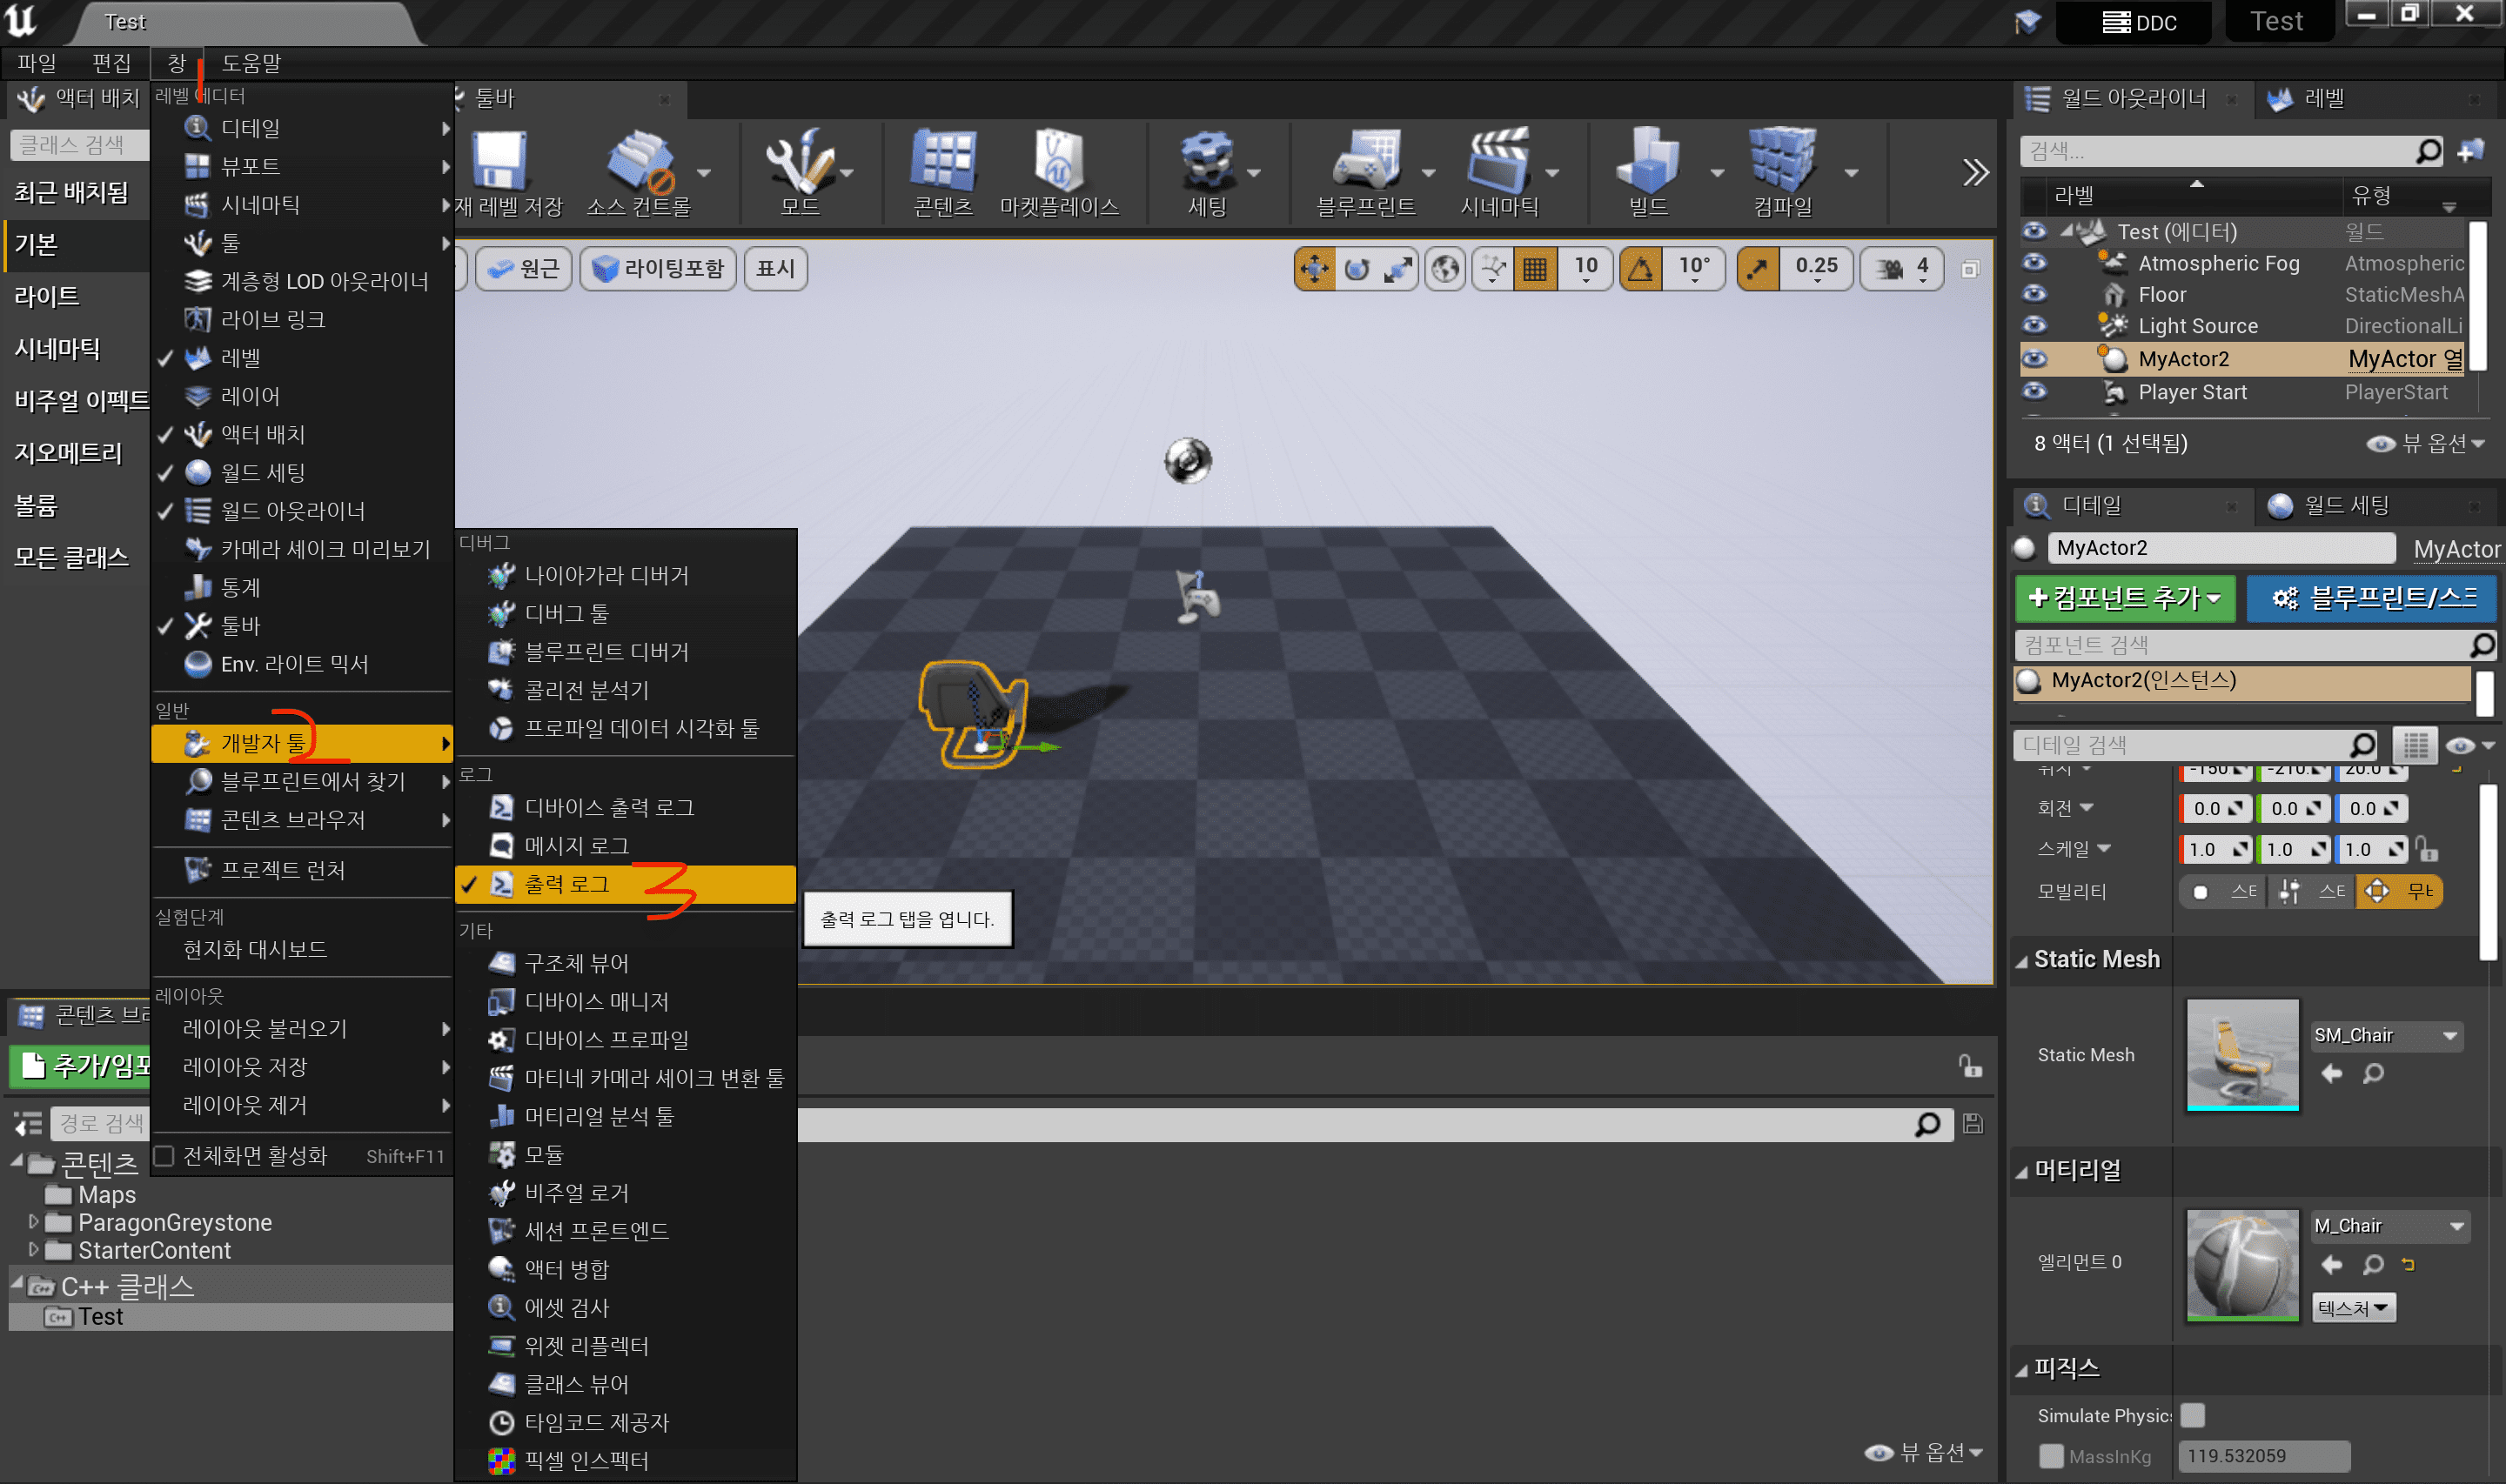 Test
DDC
Test
파일 편집 창 도움말
1
액터 배치
클래스 검색
최근 배치됨
기본
라이트
시네마틱
비주얼 이펙트
지오메트리
볼륨
모든 클래스
레벨 에디터
디테일
뷰포트
시네마틱
툴
계층형 LOD 아웃라이너
라이브 링크
레벨
레이어
액터 배치
월드 세팅
월드 아웃라이너
카메라 셰이크 미리보기
통계
툴바
Env. 라이트 믹서
일반
개발자 툴
2
블루프린트에서 찾기
콘텐츠 브라우저
프로젝트 런처
실험단계
현지화 대시보드
레이아웃
레이아웃 불러오기
레이아웃 저장
레이아웃 제거
전체화면 활성화 Shift+F11
디버그
나이아가라 디버거
디버그 툴
블루프린트 디버거
콜리전 분석기
프로파일 데이터 시각화 툴
로그
디바이스 출력 로그
메시지 로그
출력 로그
3
기타
구조체 뷰어
디바이스 매니저
디바이스 프로파일
마티네 카메라 셰이크 변환 툴
머티리얼 분석 툴
모듈
비주얼 로거
세션 프론트엔드
액터 병합
에셋 검사
위젯 리플렉터
클래스 뷰어
타임코드 제공자
픽셀 인스펙터
출력 로그 탭을 엽니다.
툴바
재 레벨 저장 소스 컨트롤 모드 콘텐츠 마켓플레이스 세팅 블루프린트 시네마틱 빌드 컴파일
원근 라이팅포함 표시
10 10° 0.25 4
콘텐츠 브라
추가/임포
경로 검색
콘텐츠
Maps
ParagonGreystone
StarterContent
C++ 클래스
Test
뷰 옵션
월드 아웃라이너 레벨
검색...
라벨 유형
Test (에디터) 월드
Atmospheric Fog Atmospheric
Floor StaticMeshA
Light Source DirectionalLi
MyActor2 MyActor 열
Player Start PlayerStart
8 액터 (1 선택됨) 뷰 옵션
디테일 월드 세팅
MyActor2 MyActor
컴포넌트 추가 블루프린트/스
컴포넌트 검색
MyActor2(인스턴스)
디테일 검색
위치 -150. -210. 20.0
회전 0.0 0.0 0.0
스케일 1.0 1.0 1.0
모빌리티 스 스 무
Static Mesh
Static Mesh SM_Chair
머티리얼
엘리먼트 0 M_Chair
텍스처
피직스
Simulate Physics
MassInKg 119.532059